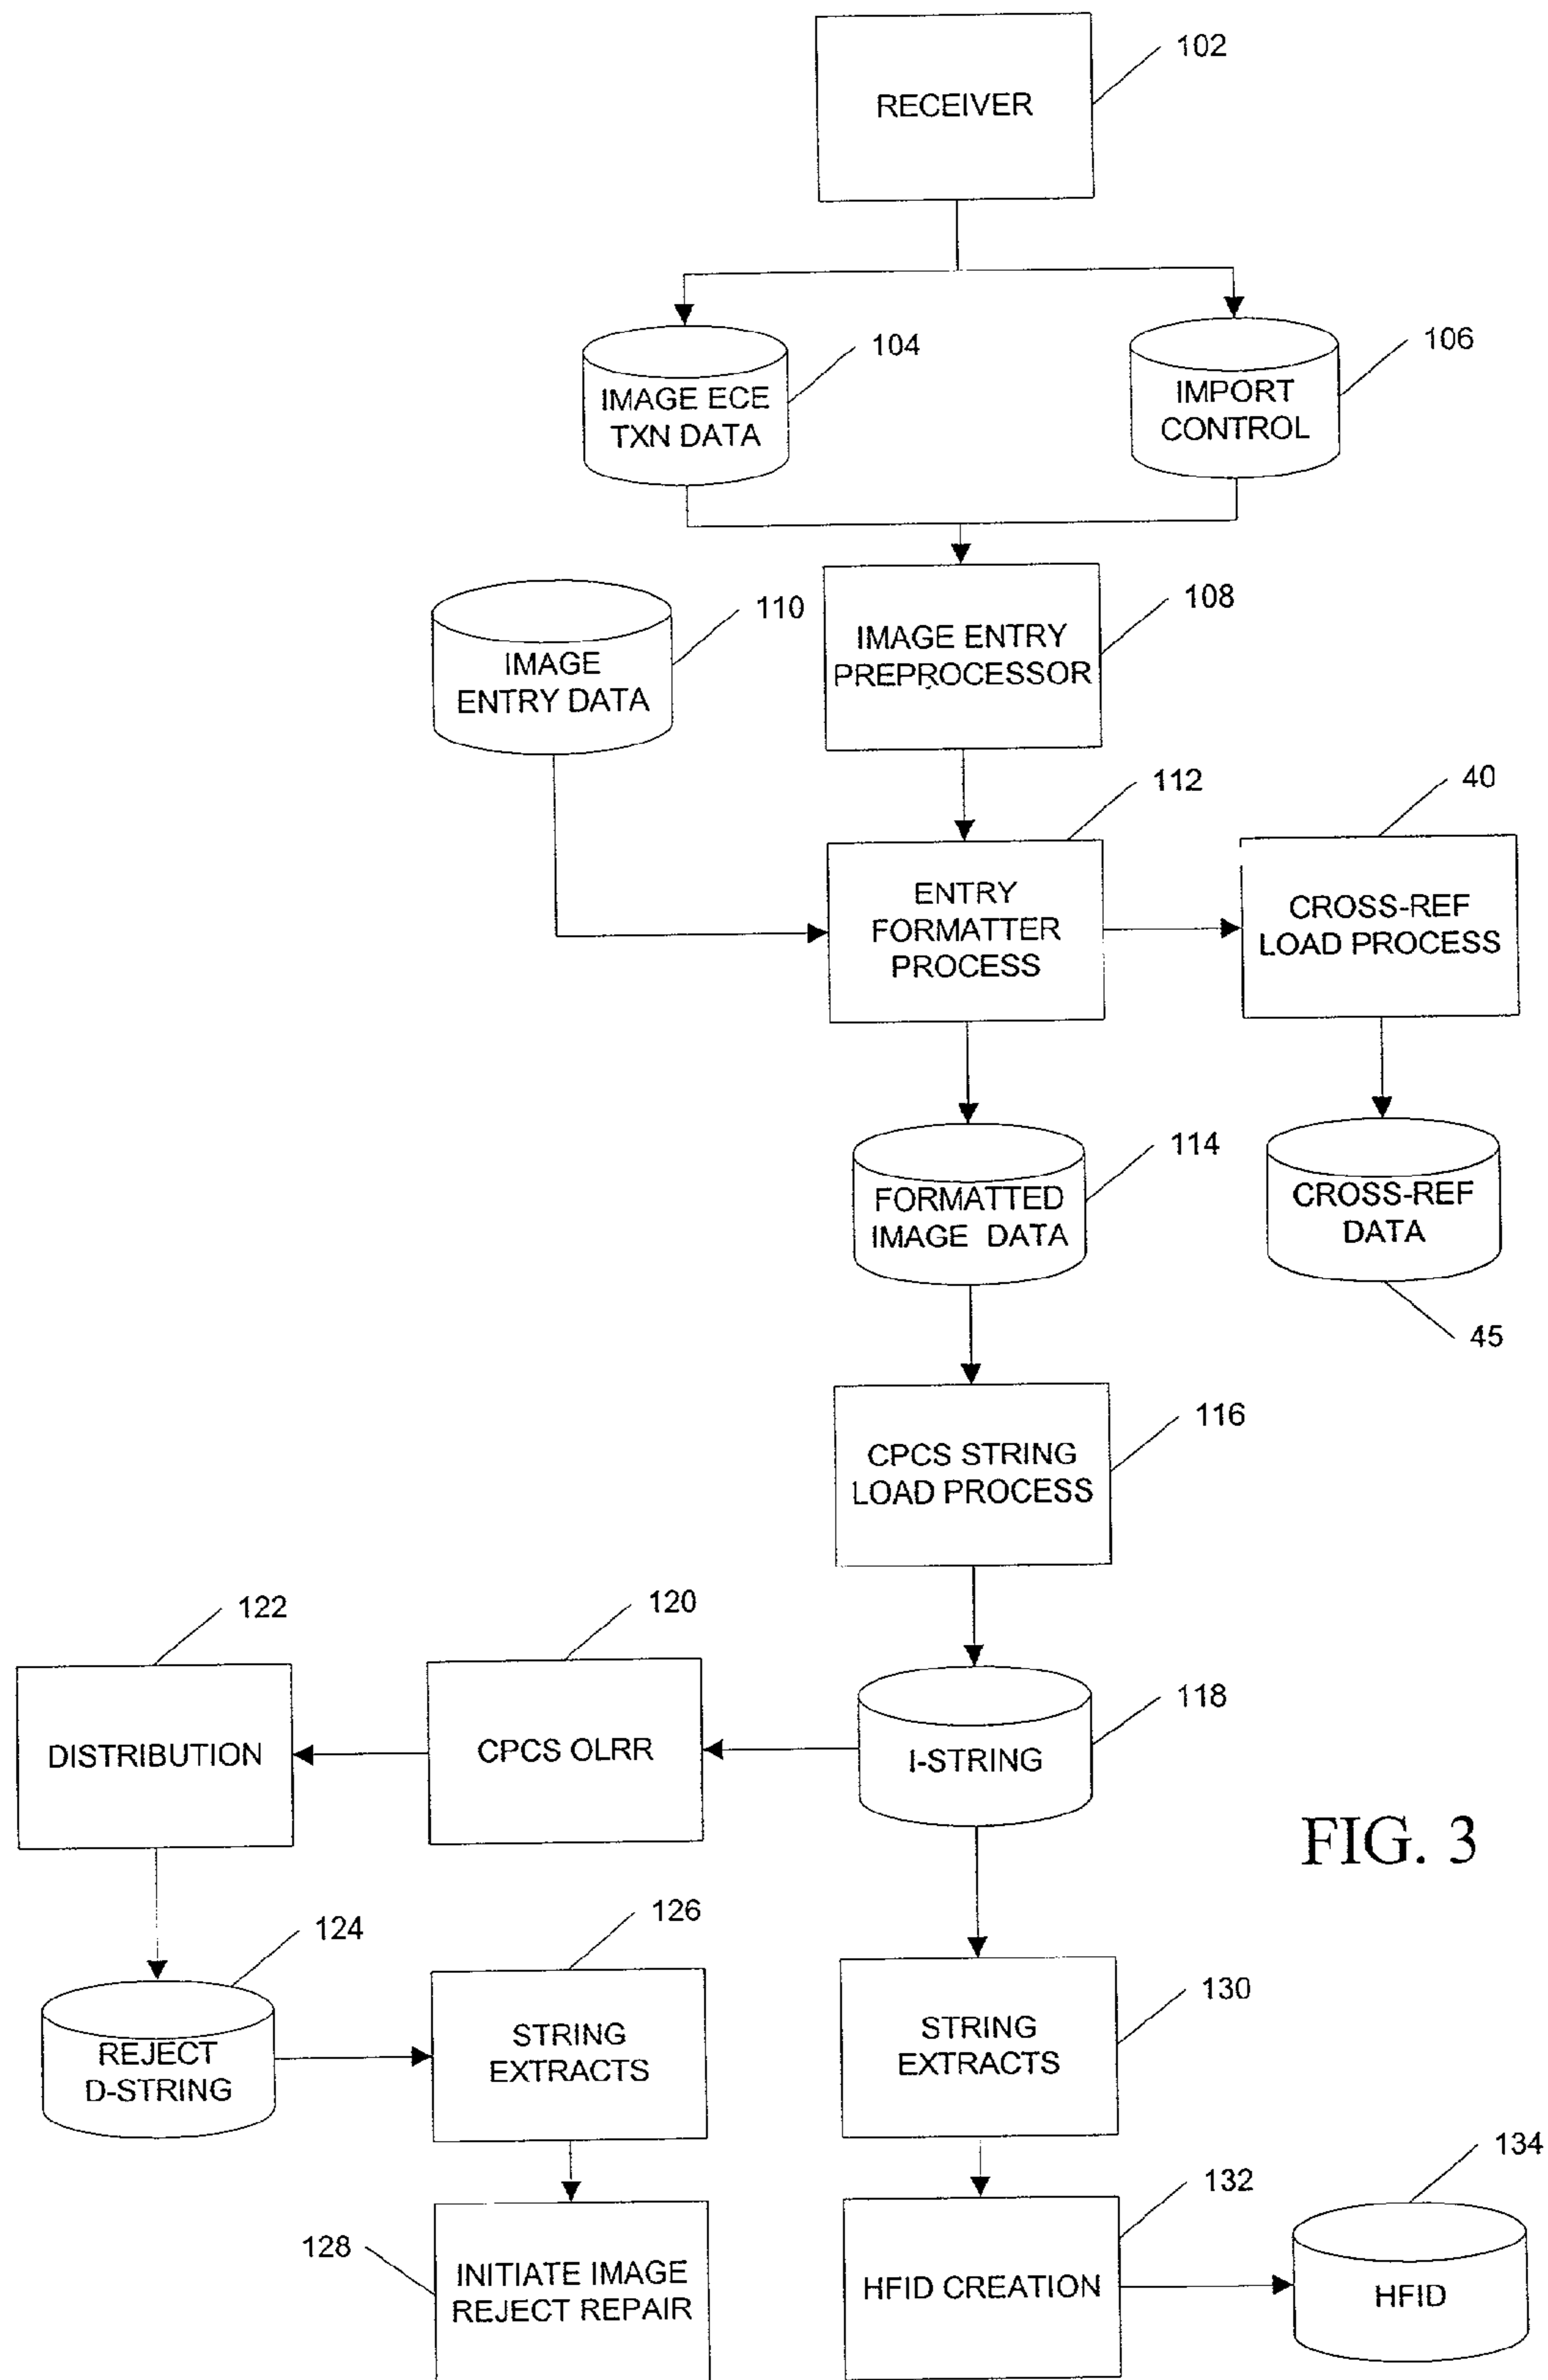 102
RECEIVER
104
106
IMAGE ECE
TXN DATA
IMPORT
CONTROL
110
108
IMAGE
ENTRY DATA
IMAGE ENTRY
PREPROCESSOR
112
40
ENTRY
FORMATTER
PROCESS
CROSS-REF
LOAD PROCESS
114
FORMATTED
IMAGE DATA
CROSS-REF
DATA
45
116
CPCS STRING
LOAD PROCESS
122
120
118
DISTRIBUTION
CPCS OLRR
I-STRING
FIG. 3
124
126
130
REJECT
D-STRING
STRING
EXTRACTS
STRING
EXTRACTS
134
132
128
INITIATE IMAGE
REJECT REPAIR
HFID CREATION
HFID